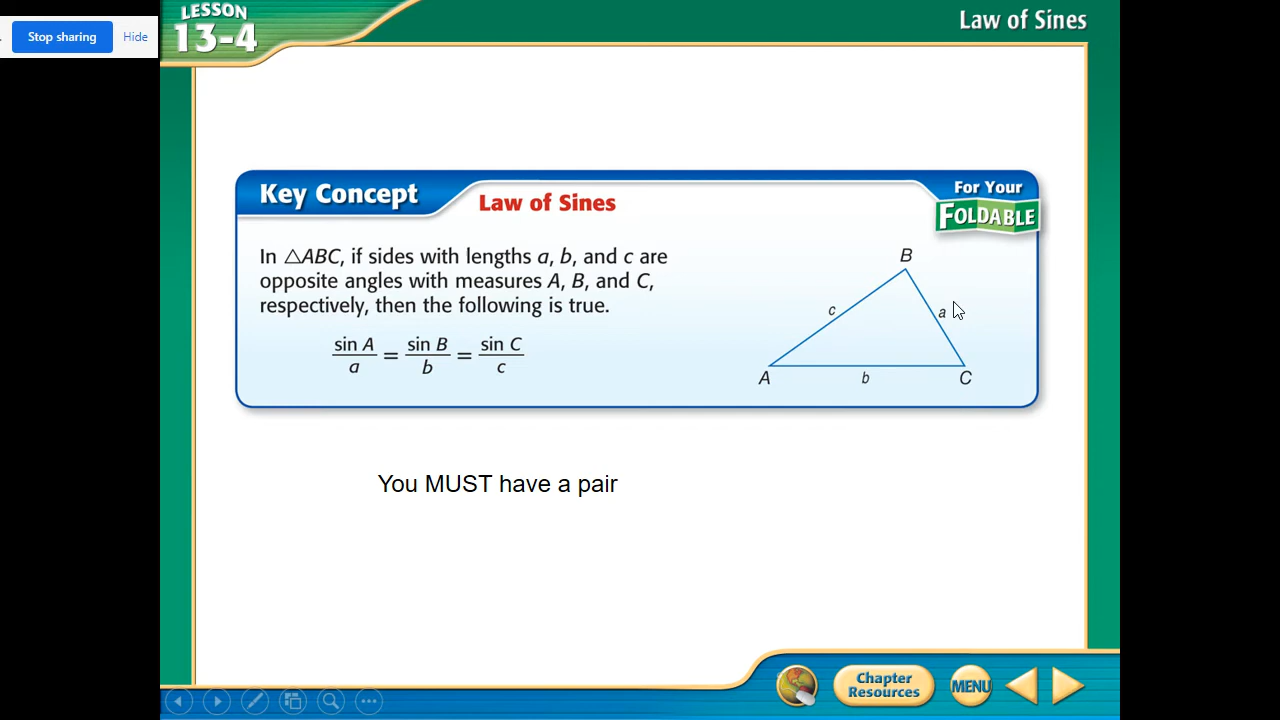 Stop sharing
Hide
LESSON
13-4
Law of Sines
Key Concept
Law of Sines
For Your
FOLDABLE
In △ABC, if sides with lengths a, b, and c are
opposite angles with measures A, B, and C,
respectively, then the following is true.
sin A / a = sin B / b = sin C / c
B
c
a
A
b
C
You MUST have a pair
Chapter
Resources
MENU